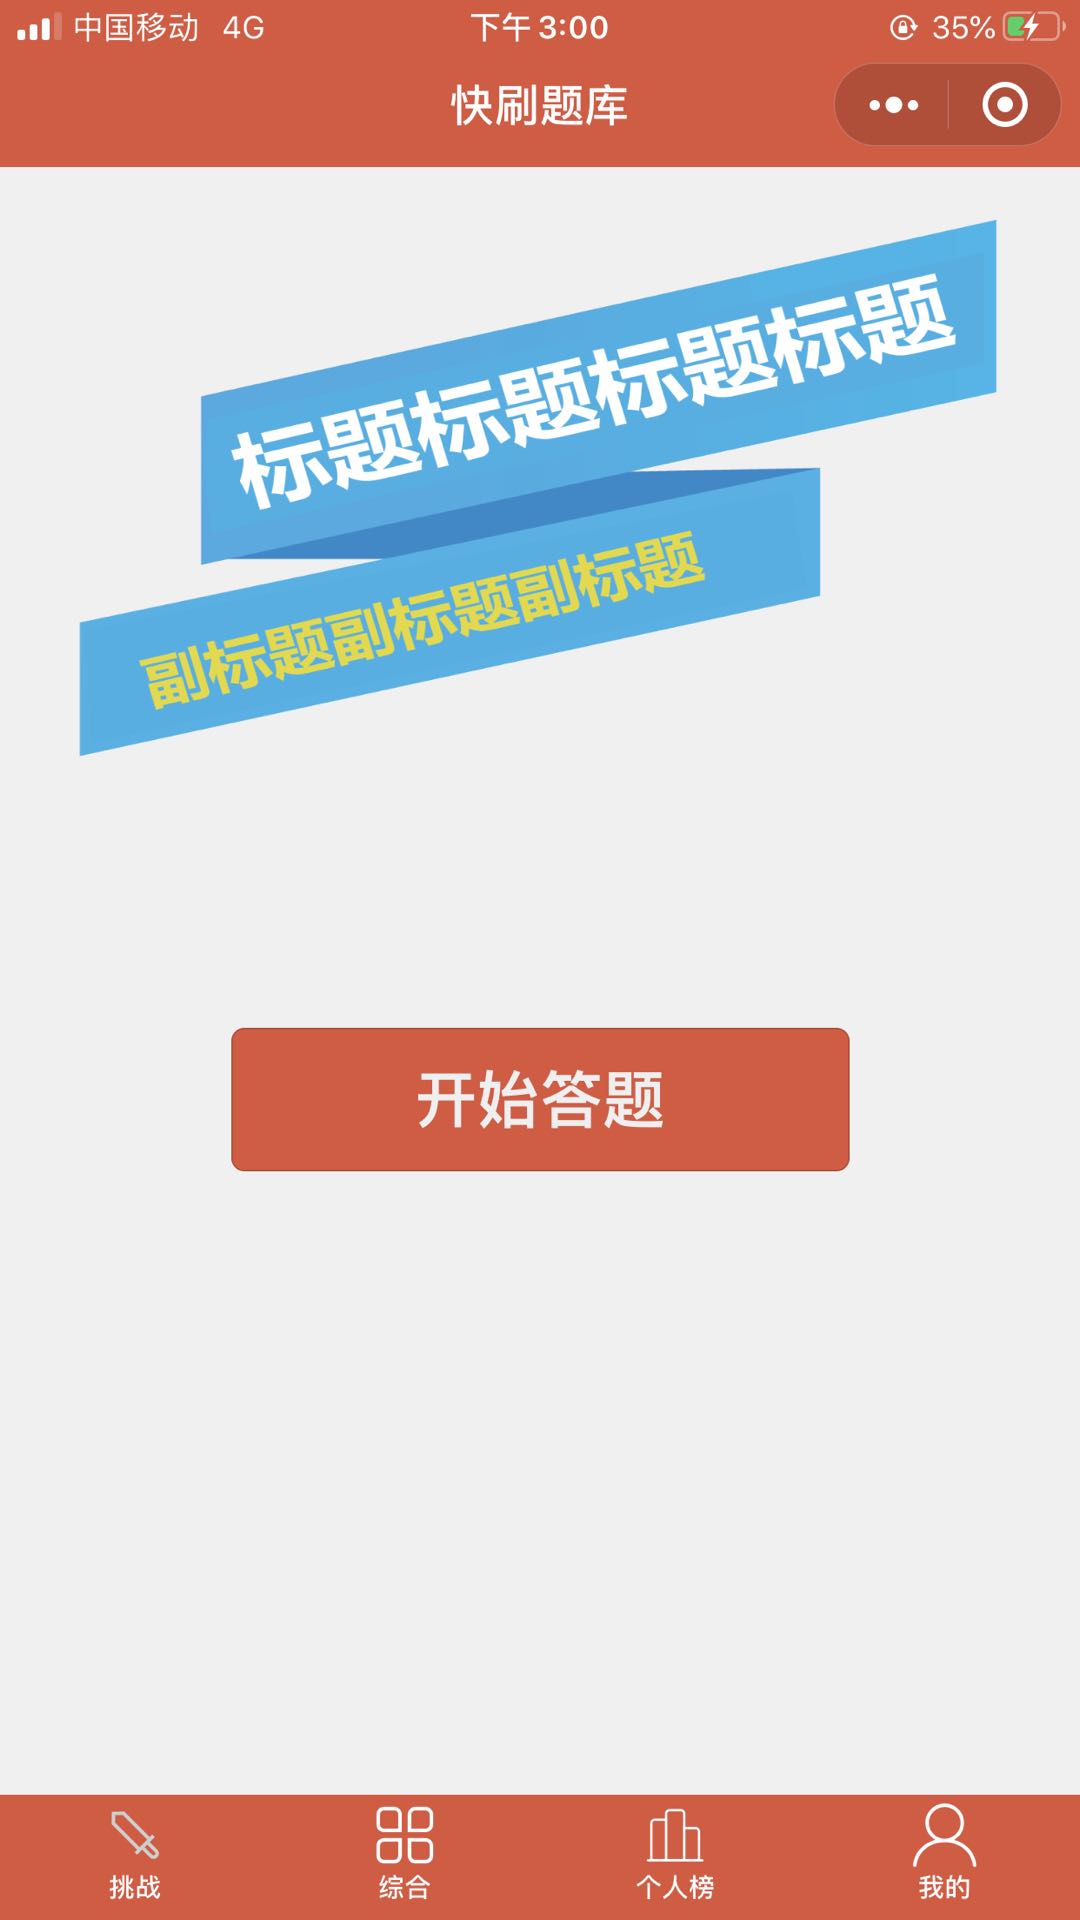 中国移动 4G 下午3:00 35%
快刷题库
标题标题标题标题
副标题副标题副标题
开始答题
挑战 综合 个人榜 我的